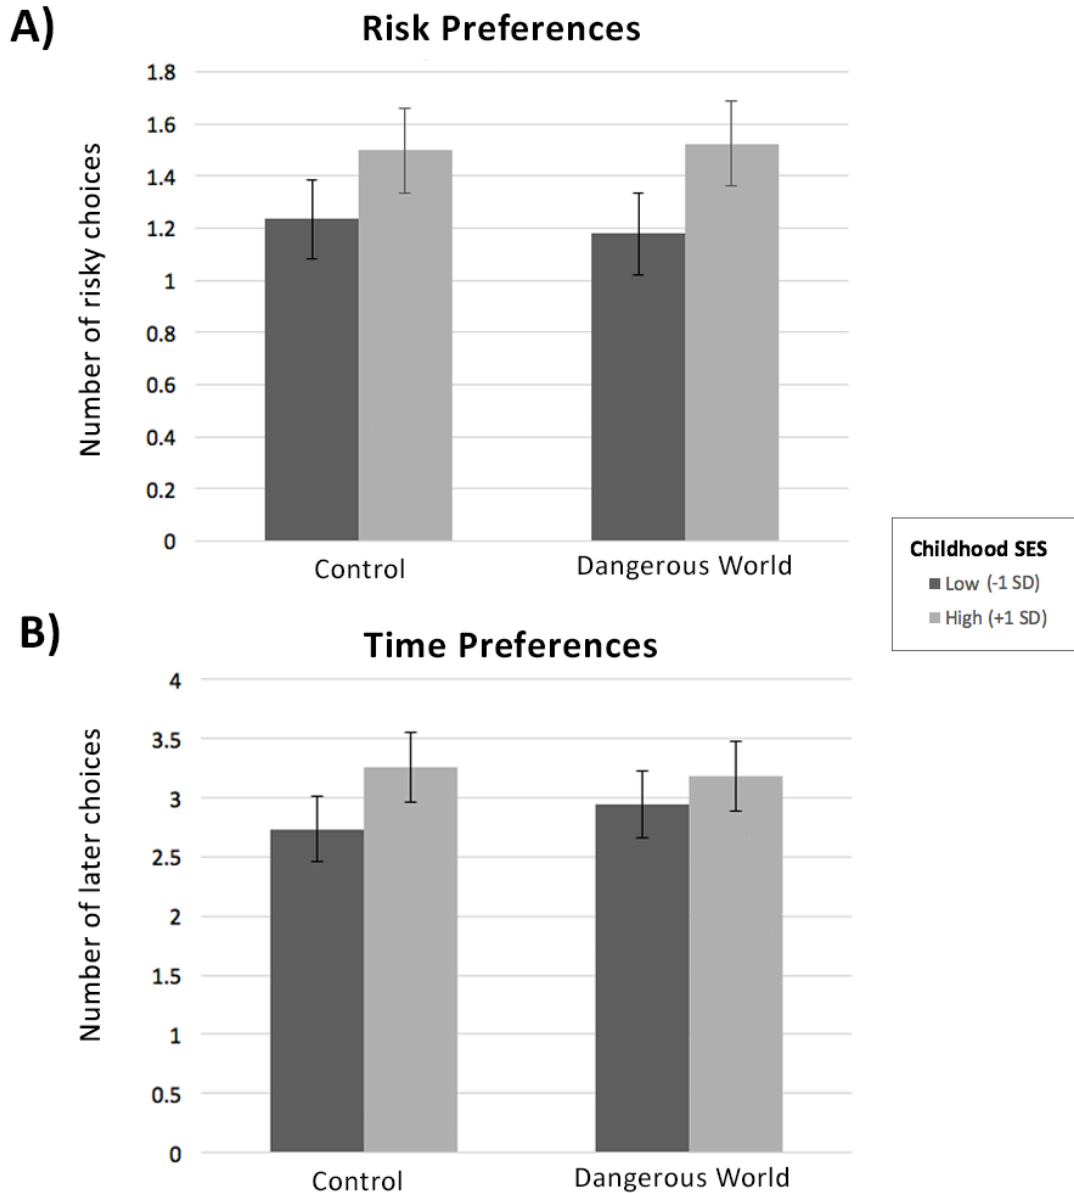 A)
Risk Preferences
Number of risky choices
1.8
1.6
1.4
1.2
1
0.8
0.6
0.4
0.2
0
Control
Dangerous World
Childhood SES
Low (-1 SD)
High (+1 SD)
B)
Time Preferences
Number of later choices
4
3.5
3
2.5
2
1.5
1
0.5
0
Control
Dangerous World